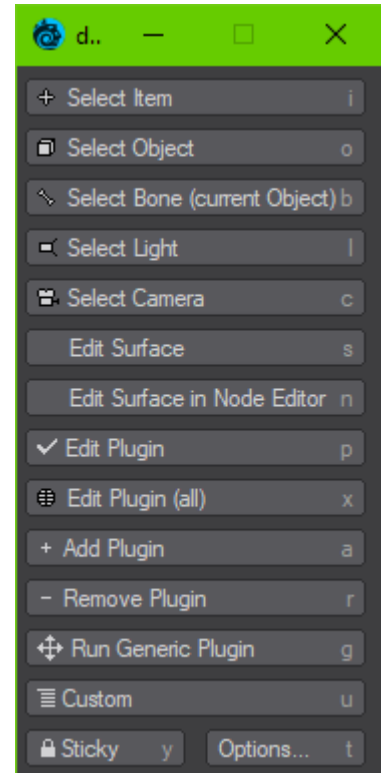 d..
Select Item i
Select Object o
Select Bone (current Object) b
Select Light l
Select Camera c
Edit Surface s
Edit Surface in Node Editor n
Edit Plugin p
Edit Plugin (all) x
Add Plugin a
Remove Plugin r
Run Generic Plugin g
Custom u
Sticky y Options... t